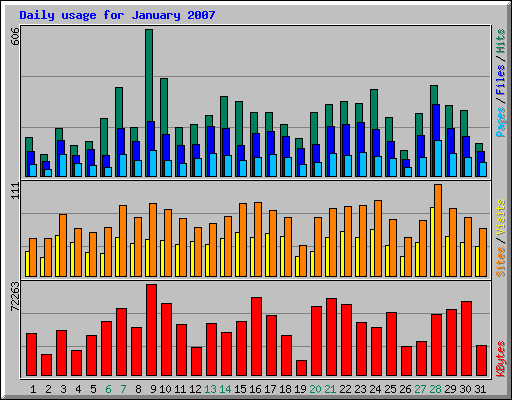 Daily usage for January 2007
606
Pages / Files / Hits
111
Sites / Visits
72263
KBytes
1 2 3 4 5 6 7 8 9 10 11 12 13 14 15 16 17 18 19 20 21 22 23 24 25 26 27 28 29 30 31